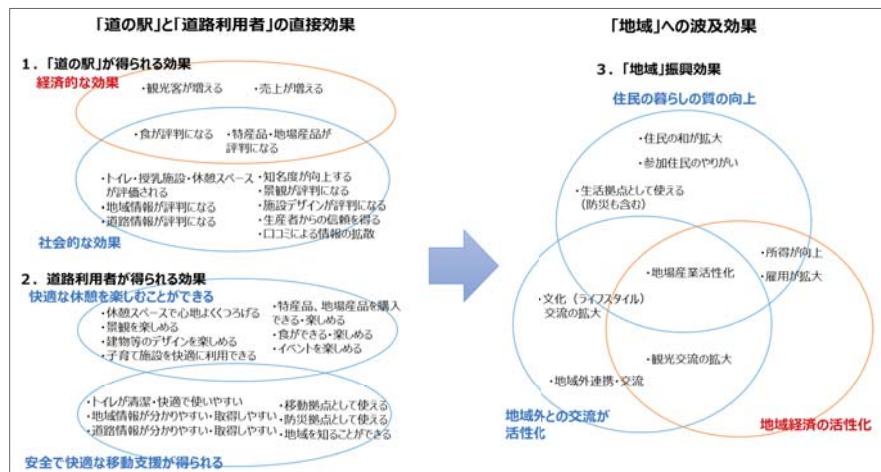 「道の駅」と「道路利用者」の直接効果
1．「道の駅」が得られる効果
経済的な効果
・観光客が増える
・売上が増える
・食が評判になる
・特産品・地場産品が
評判になる
・トイレ・授乳施設・休憩スペース
が評価される
・地域情報が評判になる
・道路情報が評判になる
・知名度が向上する
・景観が評判になる
・施設デザインが評判になる
・生産者からの信頼を得る
・口コミによる情報の拡散
社会的な効果
2．道路利用者が得られる効果
快適な休憩を楽しむことができる
・休憩スペースで心地よくくつろげる
・景観を楽しめる
・建物等のデザインを楽しめる
・子育て施設を快適に利用できる
・特産品、地場産品を購入
できる・楽しめる
・食ができる・楽しめる
・イベントを楽しめる
・トイレが清潔・快適で使いやすい
・地域情報が分かりやすい・取得しやすい
・道路情報が分かりやすい・取得しやすい
・移動拠点として使える
・防災拠点として使える
・地域を知ることができる
安全で快適な移動支援が得られる
「地域」への波及効果
3．「地域」振興効果
住民の暮らしの質の向上
・住民の和が拡大
・参加住民のやりがい
・生活拠点として使える
（防災も含む）
・所得が向上
・雇用が拡大
・地場産業活性化
・文化（ライフスタイル）
交流の拡大
・観光交流の拡大
・地域外連携・交流
地域外との交流が
活性化
地域経済の活性化